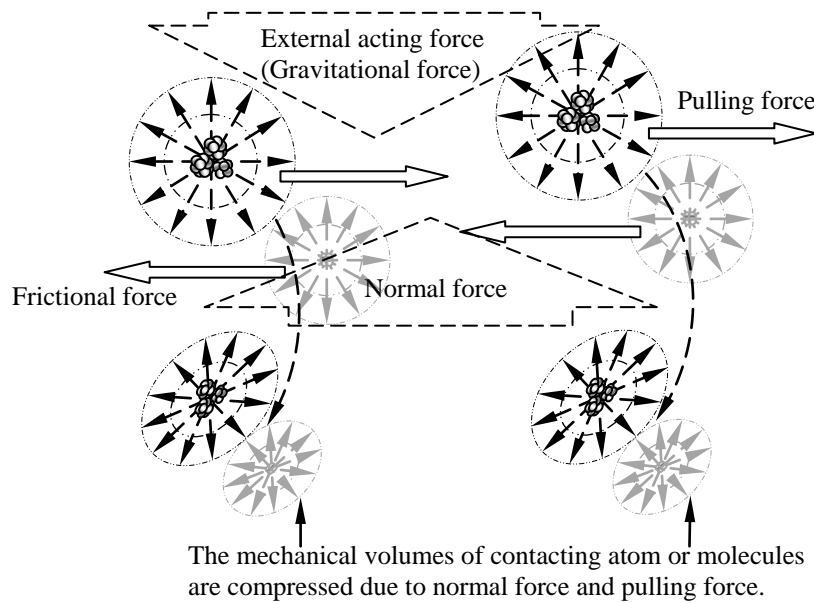 External acting force
(Gravitational force)
Pulling force
Frictional force
Normal force
The mechanical volumes of contacting atom or molecules
are compressed due to normal force and pulling force.